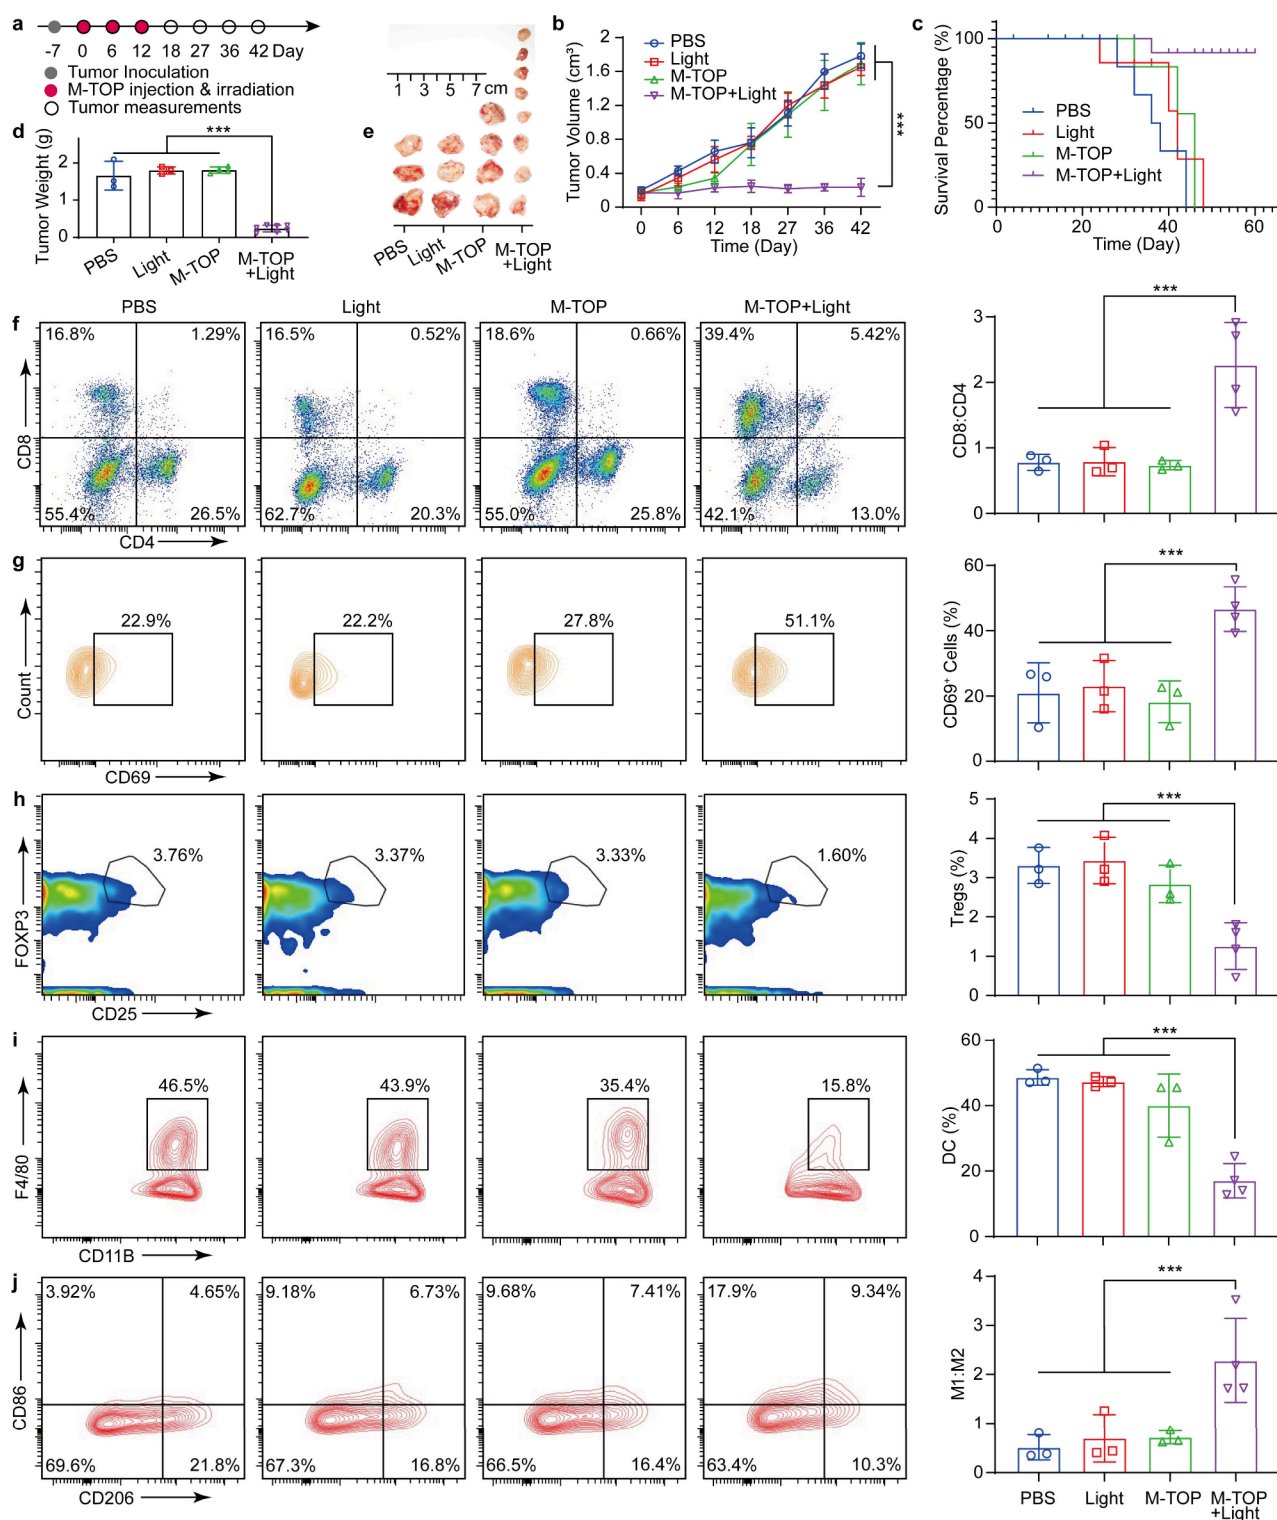 a
-7 0 6 12 18 27 36 42 Day
Tumor Inoculation
M-TOP injection & irradiation
Tumor measurements
d
Tumor Weight (g)
2
1
0
***
PBS Light M-TOP M-TOP
+Light
e
1 3 5 7 cm
PBS Light M-TOP M-TOP
+Light
b
Tumor Volume (cm³)
2
1.6
1.2
0.8
0.4
0
PBS
Light
M-TOP
M-TOP+Light
***
0 6 12 18 27 36 42
Time (Day)
c
Survival Percentage (%)
100
50
0
PBS
Light
M-TOP
M-TOP+Light
0 20 40 60
Time (Day)
PBS Light M-TOP M-TOP+Light
f
16.8% 1.29% 16.5% 0.52% 18.6% 0.66% 39.4% 5.42%
CD8
55.4% 26.5% 62.7% 20.3% 55.0% 25.8% 42.1% 13.0%
CD4
CD8:CD4
3
2
1
0
***
g
22.9% 22.2% 27.8% 51.1%
Count
CD69
CD69⁺ Cells (%)
60
40
20
0
***
h
3.76% 3.37% 3.33% 1.60%
FOXP3
CD25
Tregs (%)
5
4
3
2
1
0
***
i
46.5% 43.9% 35.4% 15.8%
F4/80
CD11B
DC (%)
60
40
20
0
***
j
3.92% 4.65% 9.18% 6.73% 9.68% 7.41% 17.9% 9.34%
CD86
69.6% 21.8% 67.3% 16.8% 66.5% 16.4% 63.4% 10.3%
CD206
M1:M2
4
3
2
1
0
***
PBS Light M-TOP M-TOP
+Light